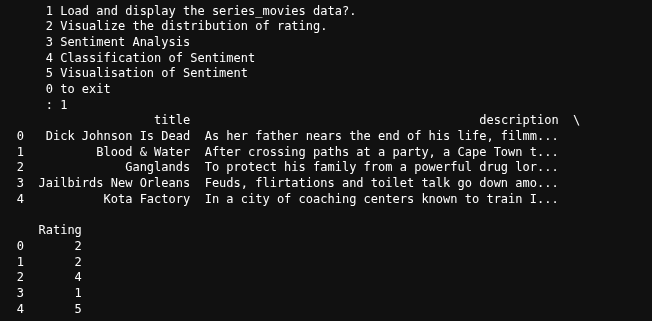 1 Load and display the series_movies data?.
2 Visualize the distribution of rating.
3 Sentiment Analysis
4 Classification of Sentiment
5 Visualisation of Sentiment
0 to exit
: 1
title description \
0 Dick Johnson Is Dead As her father nears the end of his life, filmm...
1 Blood & Water After crossing paths at a party, a Cape Town t...
2 Ganglands To protect his family from a powerful drug lor...
3 Jailbirds New Orleans Feuds, flirtations and toilet talk go down amo...
4 Kota Factory In a city of coaching centers known to train I...
Rating
0 2
1 2
2 4
3 1
4 5